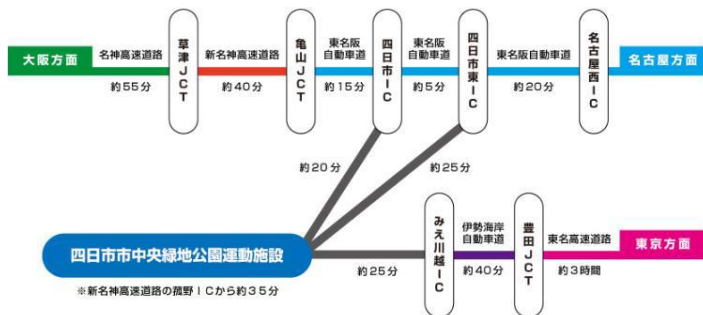 大阪方面
名神高速道路
約55分
草津JCT
新名神高速道路
約40分
亀山JCT
東名阪
自動車道
約15分
四日市IC
東名阪
自動車道
約5分
四日市東IC
東名阪自動車道
約20分
名古屋西IC
名古屋方面
約20分
約25分
四日市市中央緑地公園運動施設
約25分
みえ川越IC
伊勢湾岸
自動車道
約40分
豊田JCT
東名高速道路
約3時間
東京方面
※新名神高速道路の菰野ICから約35分